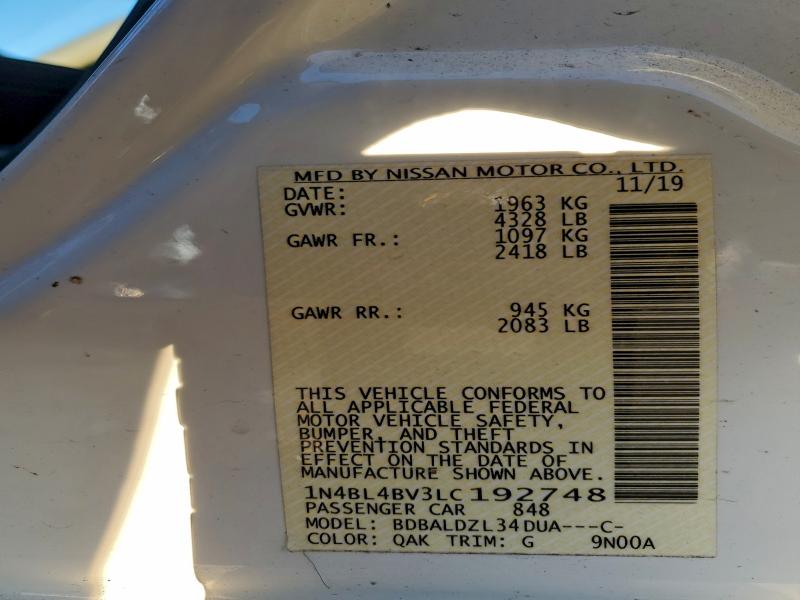 MFD BY NISSAN MOTOR CO., LTD.
DATE: 11/19
GVWR: 1963 KG
4328 LB
GAWR FR.: 1097 KG
2418 LB
GAWR RR.: 945 KG
2083 LB
THIS VEHICLE CONFORMS TO
ALL APPLICABLE FEDERAL
MOTOR VEHICLE SAFETY,
BUMPER, AND THEFT
PREVENTION STANDARDS IN
EFFECT ON THE DATE OF
MANUFACTURE SHOWN ABOVE.
1N4BL4BV3LC192748
PASSENGER CAR 848
MODEL: BDBALDZL34DUA---C-
COLOR: QAK TRIM: G 9N00A